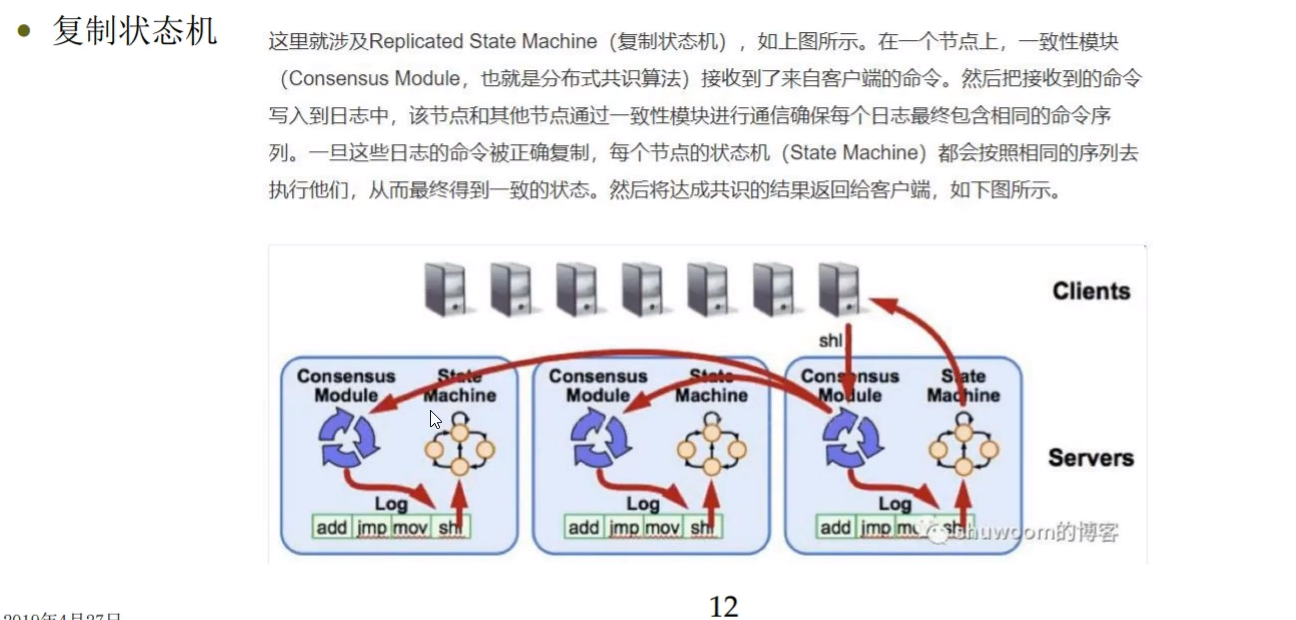 • 复制状态机
这里就涉及Replicated State Machine（复制状态机），如上图所示。在一个节点上，一致性模块
（Consensus Module，也就是分布式共识算法）接收到了来自客户端的命令。然后把接收到的命令
写入到日志中，该节点和其他节点通过一致性模块进行通信确保每个日志最终包含相同的命令序
列。一旦这些日志的命令被正确复制，每个节点的状态机（State Machine）都会按照相同的序列去
执行他们，从而最终得到一致的状态。然后将达成共识的结果返回给客户端，如下图所示。
Clients
shl
Consensus Module
State Machine
Log
add jmp mov shl
Consensus Module
State Machine
Log
add jmp mov shl
Consensus Module
State Machine
Log
add jmp shl
Servers
shuwoom的博客
12
2019年4月27日